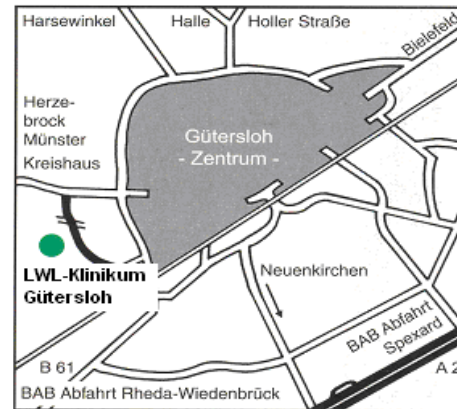 Harsewinkel
Halle
Holler Straße
Bielefeld
Herze-
brock
Münster
Kreishaus
Gütersloh
- Zentrum -
LWL-Klinikum
Gütersloh
Neuenkirchen
BAB Abfahrt
Spexard
B 61
A 2
BAB Abfahrt Rheda-Wiedenbrück